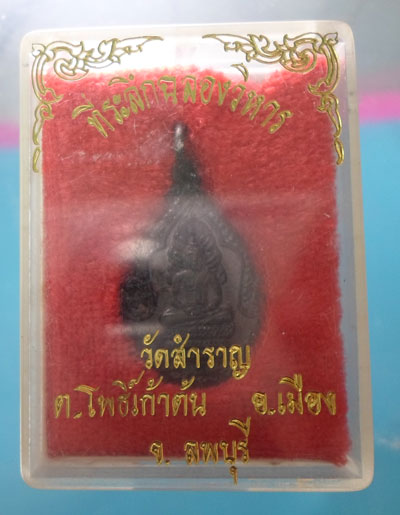 ที่ระลึกฉลองวิหาร
วัดสำราญ
ต.โพธิ์เก้าต้น อ.เมือง
จ. ลพบุรี